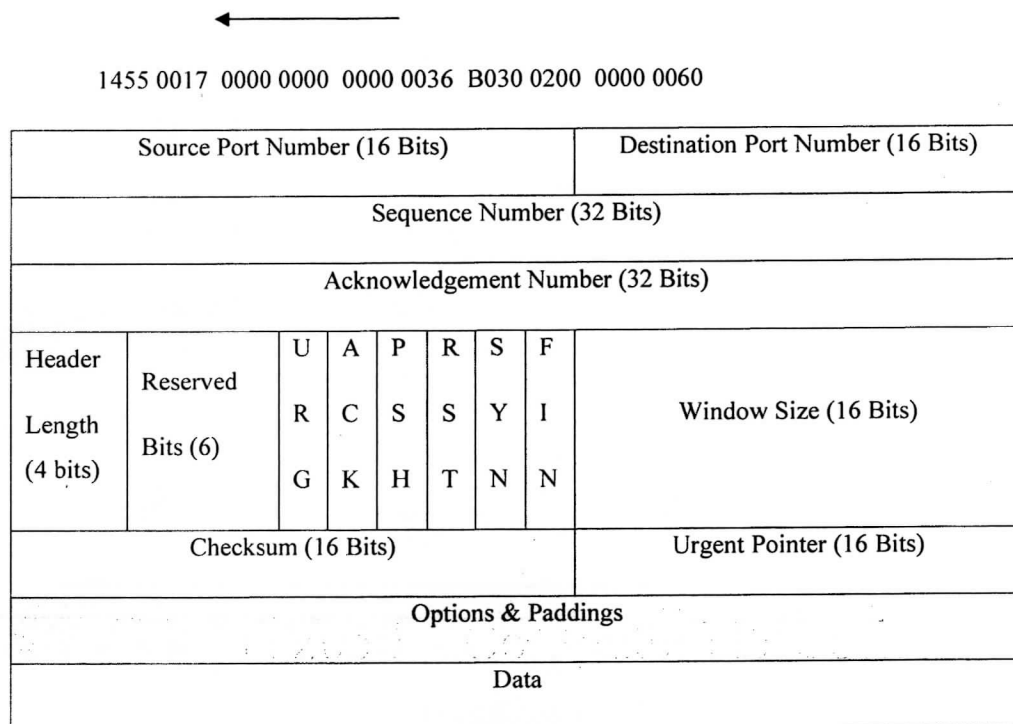 1455 0017 0000 0000 0000 0036 B030 0200 0000 0060
Source Port Number (16 Bits)
Destination Port Number (16 Bits)
Sequence Number (32 Bits)
Acknowledgement Number (32 Bits)
Header
Length
(4 bits)
Reserved
Bits (6)
U
R
G
A
C
K
P
S
H
R
S
T
S
Y
N
F
I
N
Window Size (16 Bits)
Checksum (16 Bits)
Urgent Pointer (16 Bits)
Options & Paddings
Data